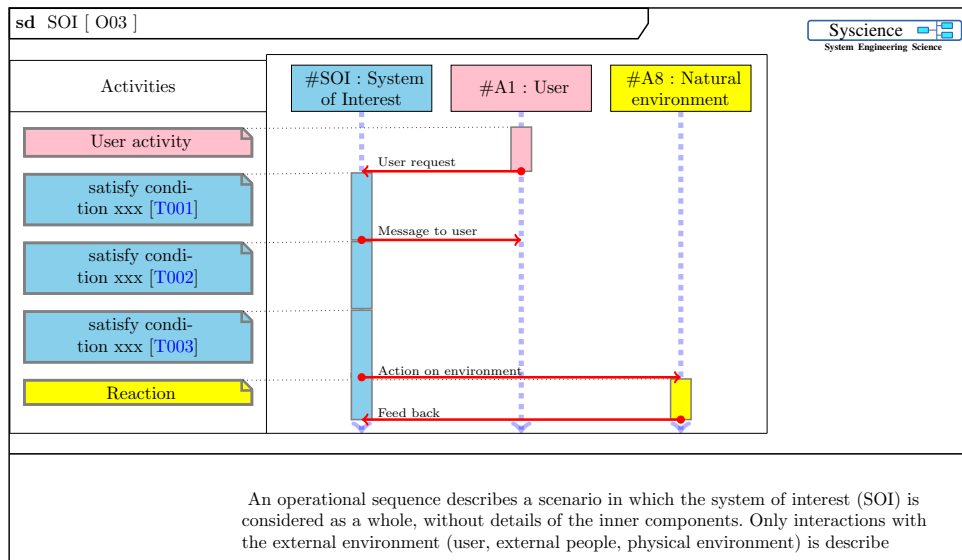 sd SOI [ O03 ]
Syscience
System Engineering Science
Activities
#SOI : System
of Interest
#A1 : User
#A8 : Natural
environment
User activity
User request
satisfy condi-
tion xxx [T001]
Message to user
satisfy condi-
tion xxx [T002]
satisfy condi-
tion xxx [T003]
Action on environment
Reaction
Feed back
An operational sequence describes a scenario in which the system of interest (SOI) is
considered as a whole, without details of the inner components. Only interactions with
the external environment (user, external people, physical environment) is describe